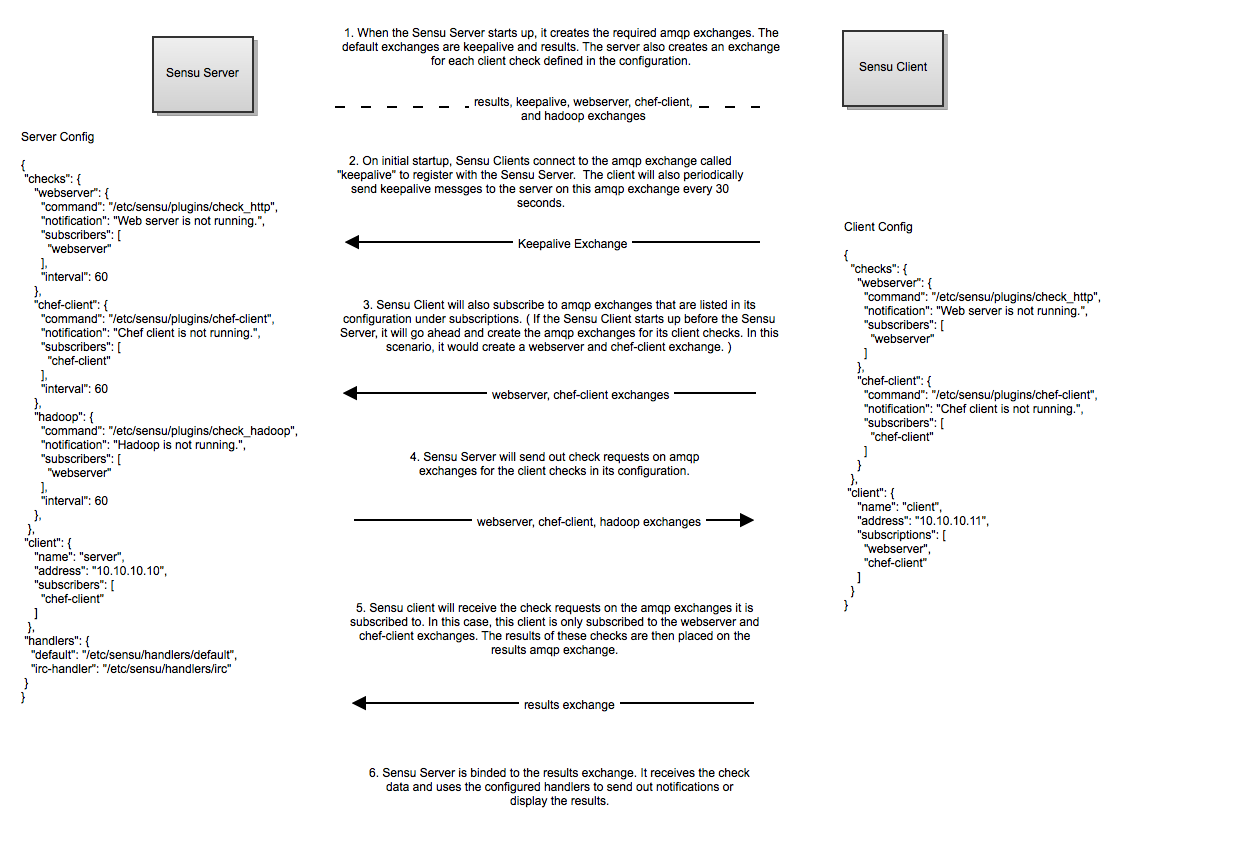 Sensu Server
Sensu Client
1. When the Sensu Server starts up, it creates the required amqp exchanges. The
default exchanges are keepalive and results. The server also creates an exchange
for each client check defined in the configuration.
results, keepalive, webserver, chef-client,
and hadoop exchanges
2. On initial startup, Sensu Clients connect to the amqp exchange called
"keepalive" to register with the Sensu Server. The client will also periodically
send keepalive messges to the server on this amqp exchange every 30
seconds.
Keepalive Exchange
3. Sensu Client will also subscribe to amqp exchanges that are listed in its
configuration under subscriptions. ( If the Sensu Client starts up before the Sensu
Server, it will go ahead and create the amqp exchanges for its client checks. In this
scenario, it would create a webserver and chef-client exchange. )
webserver, chef-client exchanges
4. Sensu Server will send out check requests on amqp
exchanges for the client checks in its configuration.
webserver, chef-client, hadoop exchanges
5. Sensu client will receive the check requests on the amqp exchanges it is
subscribed to. In this case, this client is only subscribed to the webserver and
chef-client exchanges. The results of these checks are then placed on the
results amqp exchange.
results exchange
6. Sensu Server is binded to the results exchange. It receives the check
data and uses the configured handlers to send out notifications or
display the results.
Server Config
{
"checks": {
"webserver": {
"command": "/etc/sensu/plugins/check_http",
"notification": "Web server is not running.",
"subscribers": [
"webserver"
],
"interval": 60
},
"chef-client": {
"command": "/etc/sensu/plugins/chef-client",
"notification": "Chef client is not running.",
"subscribers": [
"chef-client"
],
"interval": 60
},
"hadoop": {
"command": "/etc/sensu/plugins/check_hadoop",
"notification": "Hadoop is not running.",
"subscribers": [
"webserver"
],
"interval": 60
},
},
"client": {
"name": "server",
"address": "10.10.10.10",
"subscribers": [
"chef-client"
]
},
"handlers": {
"default": "/etc/sensu/handlers/default",
"irc-handler": "/etc/sensu/handlers/irc"
}
}
Client Config
{
"checks": {
"webserver": {
"command": "/etc/sensu/plugins/check_http",
"notification": "Web server is not running.",
"subscribers": [
"webserver"
]
},
"chef-client": {
"command": "/etc/sensu/plugins/chef-client",
"notification": "Chef client is not running.",
"subscribers": [
"chef-client"
]
}
},
"client": {
"name": "client",
"address": "10.10.10.11",
"subscriptions": [
"webserver",
"chef-client"
]
}
}